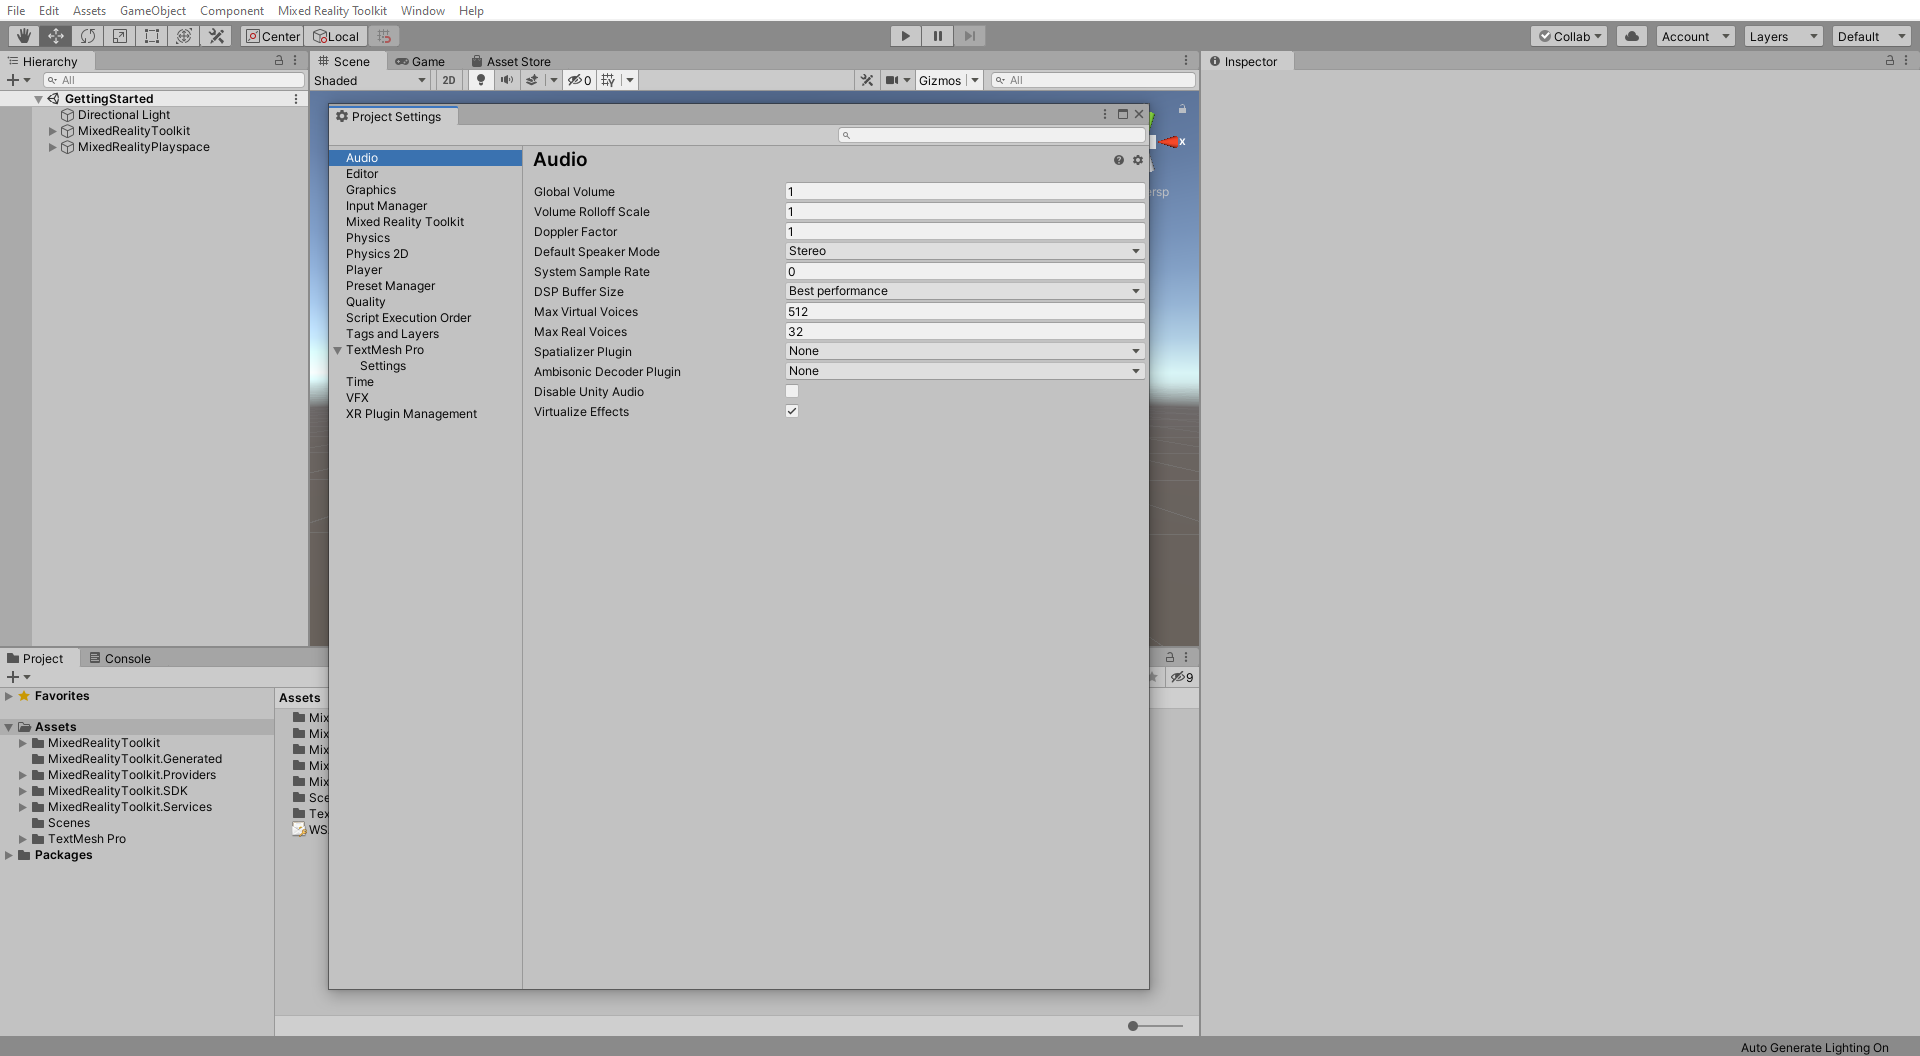 File Edit Assets GameObject Component Mixed Reality Toolkit Window Help
Center Local Collab Account Layers Default
Hierarchy
All
GettingStarted
Directional Light
MixedRealityToolkit
MixedRealityPlayspace
Scene Game Asset Store
Shaded 2D 0 Gizmos All
x
ersp
Project Settings
Audio
Editor
Graphics
Input Manager
Mixed Reality Toolkit
Physics
Physics 2D
Player
Preset Manager
Quality
Script Execution Order
Tags and Layers
TextMesh Pro
Settings
Time
VFX
XR Plugin Management
Audio
Global Volume 1
Volume Rolloff Scale 1
Doppler Factor 1
Default Speaker Mode Stereo
System Sample Rate 0
DSP Buffer Size Best performance
Max Virtual Voices 512
Max Real Voices 32
Spatializer Plugin None
Ambisonic Decoder Plugin None
Disable Unity Audio
Virtualize Effects
Inspector
Project Console
9
Favorites
Assets
MixedRealityToolkit
MixedRealityToolkit.Generated
MixedRealityToolkit.Providers
MixedRealityToolkit.SDK
MixedRealityToolkit.Services
Scenes
TextMesh Pro
Packages
Assets
Mix
Mix
Mix
Mix
Mix
Sce
Tex
WS
Auto Generate Lighting On